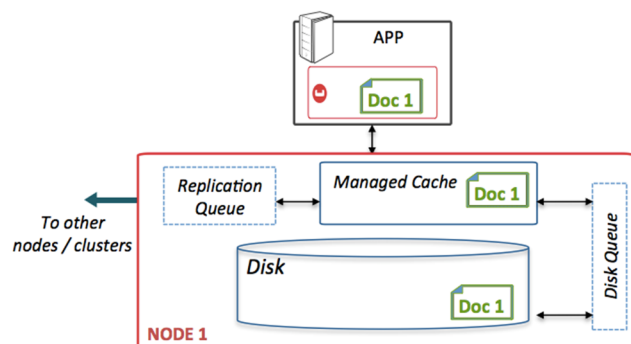 APP
Doc 1
Replication
Queue
Managed Cache
Doc 1
To other
nodes / clusters
Disk Queue
Disk
Doc 1
NODE 1